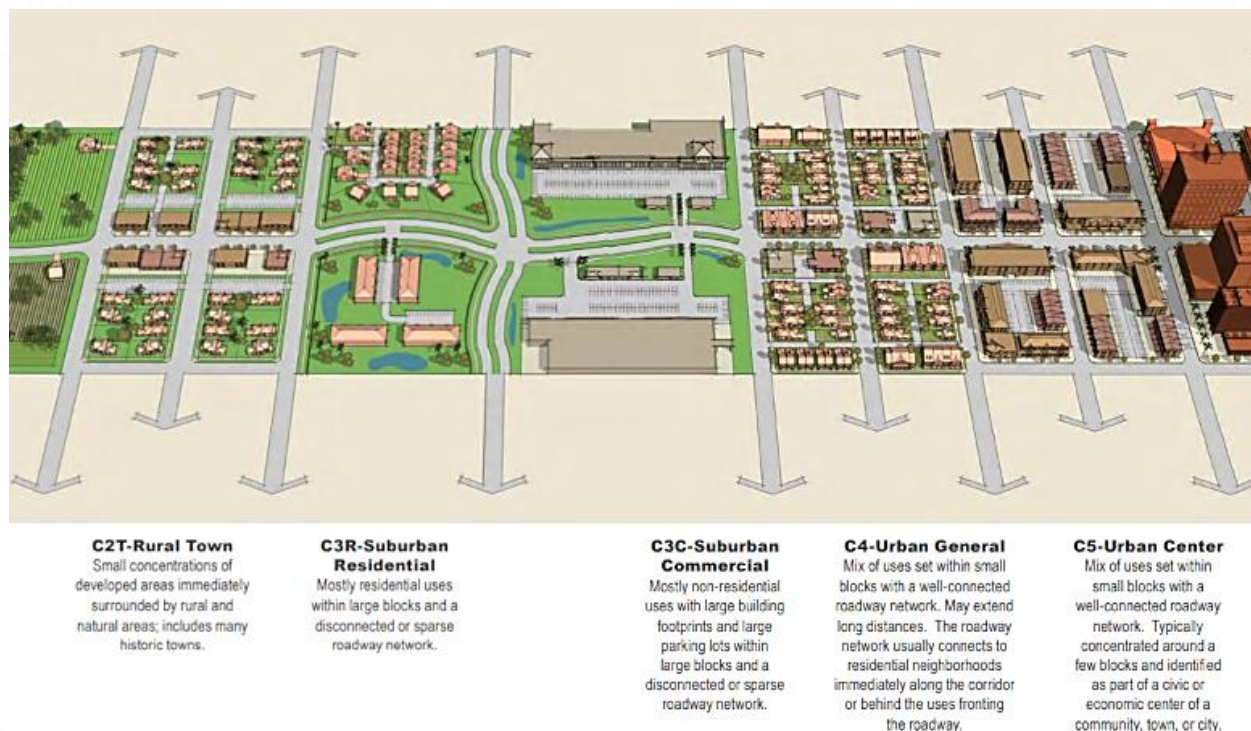 C2T-Rural Town
Small concentrations of
developed areas immediately
surrounded by rural and
natural areas; includes many
historic towns.
C3R-Suburban
Residential
Mostly residential uses
within large blocks and a
disconnected or sparse
roadway network.
C3C-Suburban
Commercial
Mostly non-residential
uses with large building
footprints and large
parking lots within
large blocks and a
disconnected or sparse
roadway network.
C4-Urban General
Mix of uses set within small
blocks with a well-connected
roadway network. May extend
long distances. The roadway
network usually connects to
residential neighborhoods
immediately along the corridor
or behind the uses fronting
the roadway.
C5-Urban Center
Mix of uses set within
small blocks with a
well-connected roadway
network. Typically
concentrated around a
few blocks and identified
as part of a civic or
economic center of a
community, town, or city.